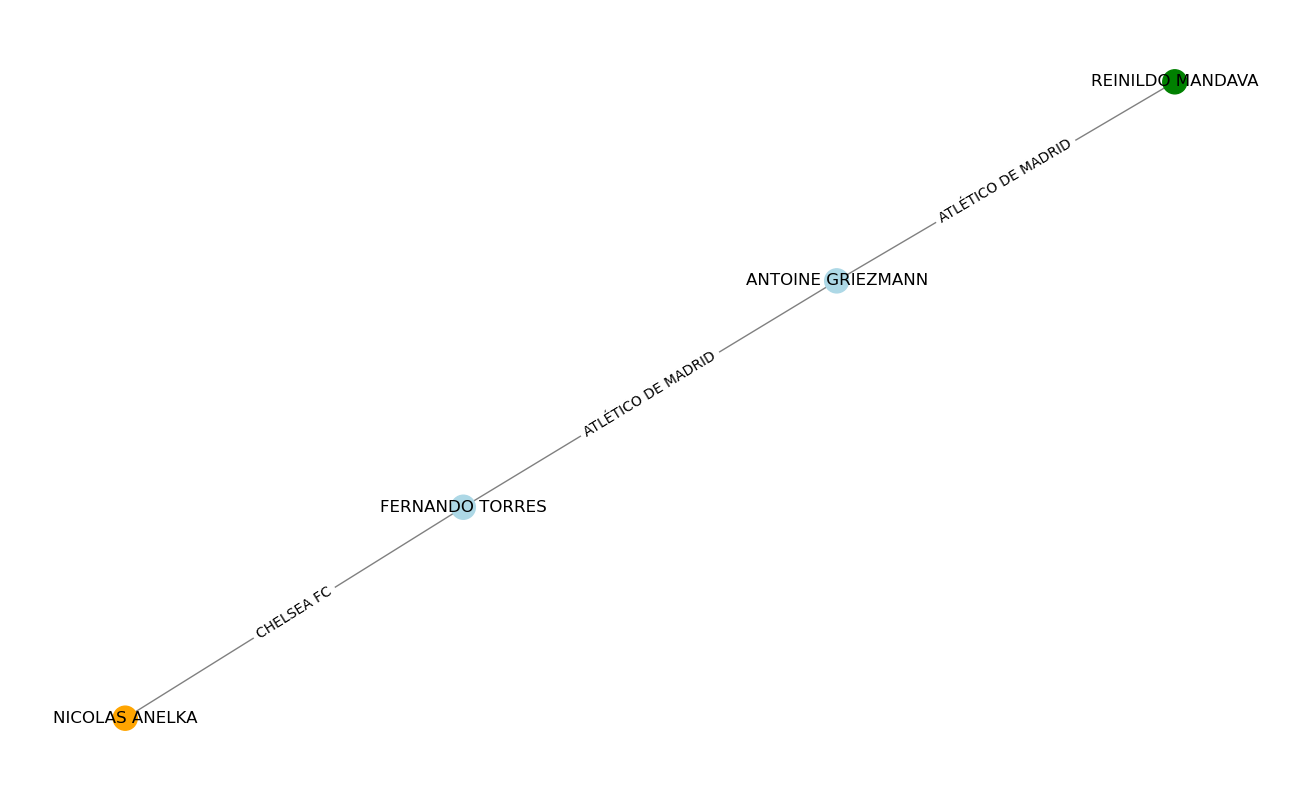 REINILDO MANDAVA
ATLÉTICO DE MADRID
ANTOINE GRIEZMANN
ATLÉTICO DE MADRID
FERNANDO TORRES
CHELSEA FC
NICOLAS ANELKA